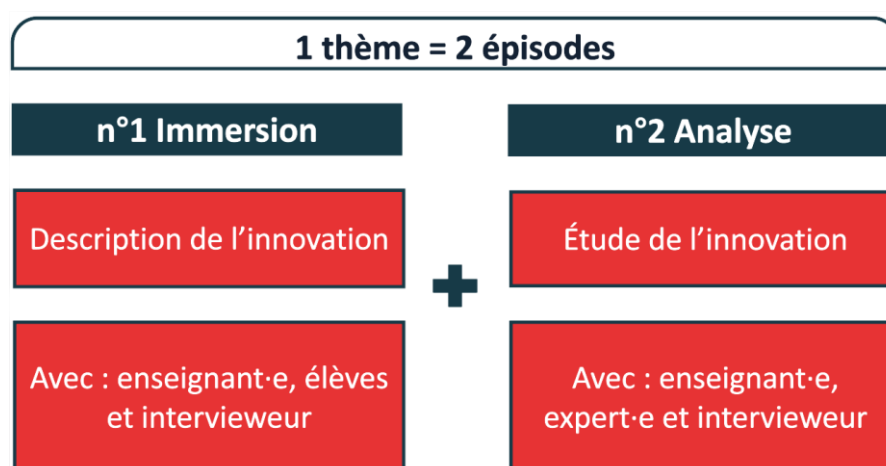 1 thème = 2 épisodes
n°1 Immersion
Description de l’innovation
Avec : enseignant·e, élèves
et intervieweur
n°2 Analyse
Étude de l’innovation
Avec : enseignant·e,
expert·e et intervieweur